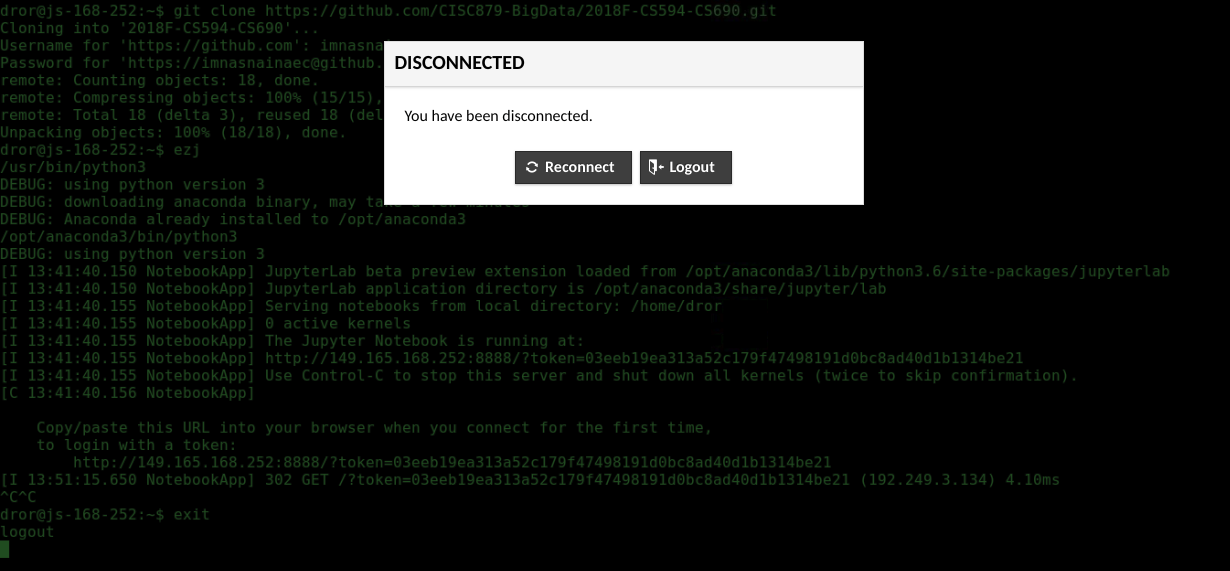 dror@js-168-252:~$ git clone https://github.com/CISC879-BigData/2018F-CS594-CS690.git
Cloning into '2018F-CS594-CS690'...
Username for 'https://github.com': imnasna
Password for 'https://imnasnainaec@github.
remote: Counting objects: 18, done.
remote: Compressing objects: 100% (15/15),
remote: Total 18 (delta 3), reused 18 (del
Unpacking objects: 100% (18/18), done.
dror@js-168-252:~$ ezj
/usr/bin/python3
DEBUG: using python version 3
DEBUG: downloading anaconda binary, may take a few minutes
DEBUG: Anaconda already installed to /opt/anaconda3
/opt/anaconda3/bin/python3
DEBUG: using python version 3
[I 13:41:40.150 NotebookApp] JupyterLab beta preview extension loaded from /opt/anaconda3/lib/python3.6/site-packages/jupyterlab
[I 13:41:40.150 NotebookApp] JupyterLab application directory is /opt/anaconda3/share/jupyter/lab
[I 13:41:40.155 NotebookApp] Serving notebooks from local directory: /home/dror
[I 13:41:40.155 NotebookApp] 0 active kernels
[I 13:41:40.155 NotebookApp] The Jupyter Notebook is running at:
[I 13:41:40.155 NotebookApp] http://149.165.168.252:8888/?token=03eeb19ea313a52c179f47498191d0bc8ad40d1b1314be21
[I 13:41:40.155 NotebookApp] Use Control-C to stop this server and shut down all kernels (twice to skip confirmation).
[C 13:41:40.156 NotebookApp]
Copy/paste this URL into your browser when you connect for the first time,
to login with a token:
http://149.165.168.252:8888/?token=03eeb19ea313a52c179f47498191d0bc8ad40d1b1314be21
[I 13:51:15.650 NotebookApp] 302 GET /?token=03eeb19ea313a52c179f47498191d0bc8ad40d1b1314be21 (192.249.3.134) 4.10ms
^C^C
dror@js-168-252:~$ exit
logout
DISCONNECTED
You have been disconnected.
Reconnect
Logout